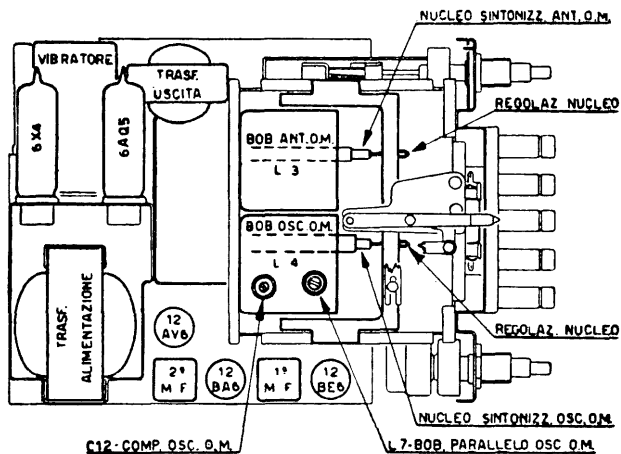 NUCLEO SINTONIZZ. ANT. O.M.
VIBRATORE
TRASF.
USCITA
REGOLAZ NUCLEO
6X4
6AQ5
BOB ANT. O.M.
L 3
BOB OSC. O.M.
L 4
TRASF.
ALIMENTAZIONE
12
AV6
REGOLAZ. NUCLEO
2ª
M F
12
BA6
1ª
M F
12
BE6
NUCLEO SINTONIZZ. OSC. O.M.
C12-COMP. OSC. O.M.
L7-BOB. PARALLELO OSC O.M.